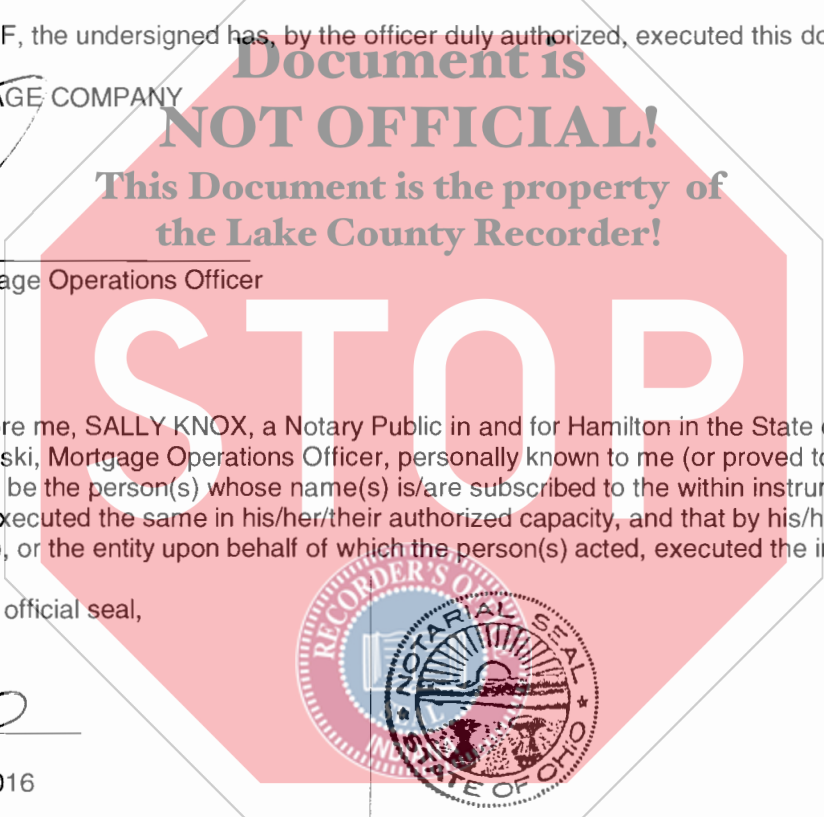 F, the undersigned has, by the officer duly authorized, executed this do
Document is
AGE COMPANY
NOT OFFICIAL!
This Document is the property of
the Lake County Recorder!
age Operations Officer
STOP
re me, SALLY KNOX, a Notary Public in and for Hamilton in the State
ski, Mortgage Operations Officer, personally known to me (or proved to
be the person(s) whose name(s) is/are subscribed to the within instru
xecuted the same in his/her/their authorized capacity, and that by his/h
, or the entity upon behalf of which the person(s) acted, executed the i
RECORDER'S
official seal,
NOTARIAL SEAL
SEAL
STATE OF OHIO
016